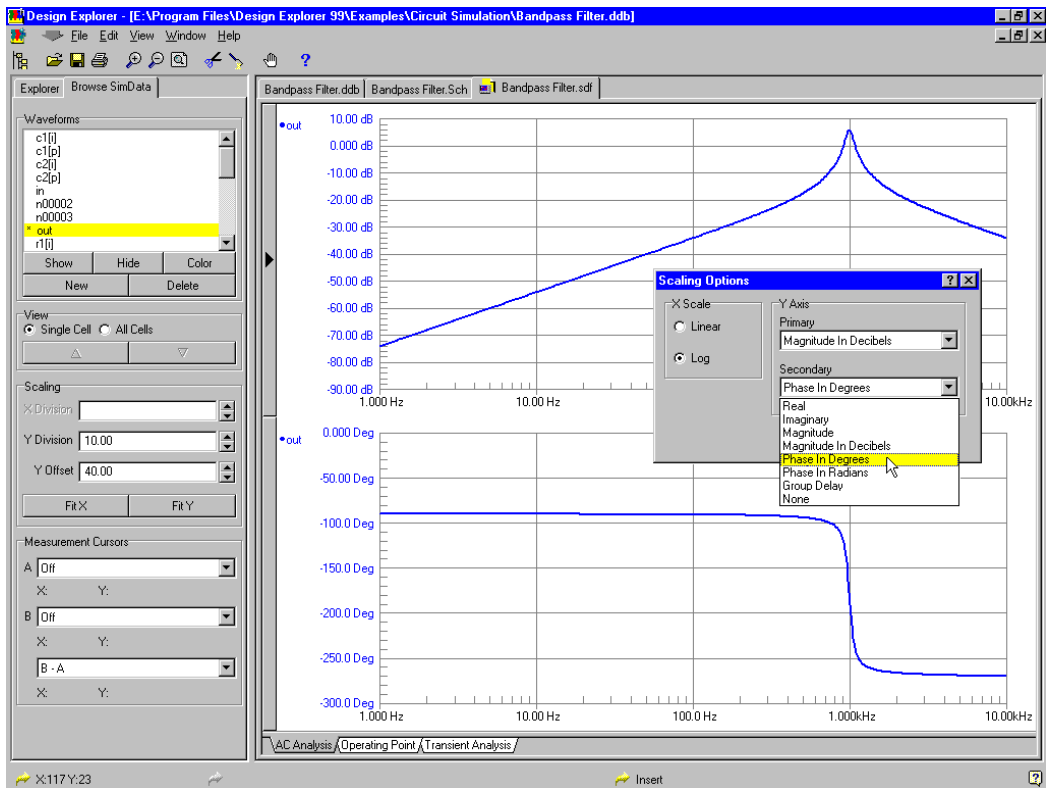 Design Explorer - [E:\Program Files\Design Explorer 99\Examples\Circuit Simulation\Bandpass Filter.ddb]
File Edit View Window Help
Explorer Browse SimData
Waveforms
c1[i]
c1[p]
c2[i]
c2[p]
in
n00002
n00003
* out
r1[i]
Show Hide Color
New Delete
View
Single Cell All Cells
Scaling
X Division
Y Division 10.00
Y Offset 40.00
Fit X Fit Y
Measurement Cursors
A Off
X: Y:
B Off
X: Y:
B - A
X: Y:
Bandpass Filter.ddb Bandpass Filter.Sch Bandpass Filter.sdf
out
10.00 dB
0.000 dB
-10.00 dB
-20.00 dB
-30.00 dB
-40.00 dB
-50.00 dB
-60.00 dB
-70.00 dB
-80.00 dB
-90.00 dB
1.000 Hz 10.00 Hz 10.00kHz
out
0.000 Deg
-50.00 Deg
-100.0 Deg
-150.0 Deg
-200.0 Deg
-250.0 Deg
-300.0 Deg
1.000 Hz 10.00 Hz 100.0 Hz 1.000kHz 10.00kHz
Scaling Options
X Scale
Linear
Log
Y Axis
Primary
Magnitude In Decibels
Secondary
Phase In Degrees
Real
Imaginary
Magnitude
Magnitude In Decibels
Phase In Degrees
Phase In Radians
Group Delay
None
AC Analysis Operating Point Transient Analysis
X:117 Y:23 Insert